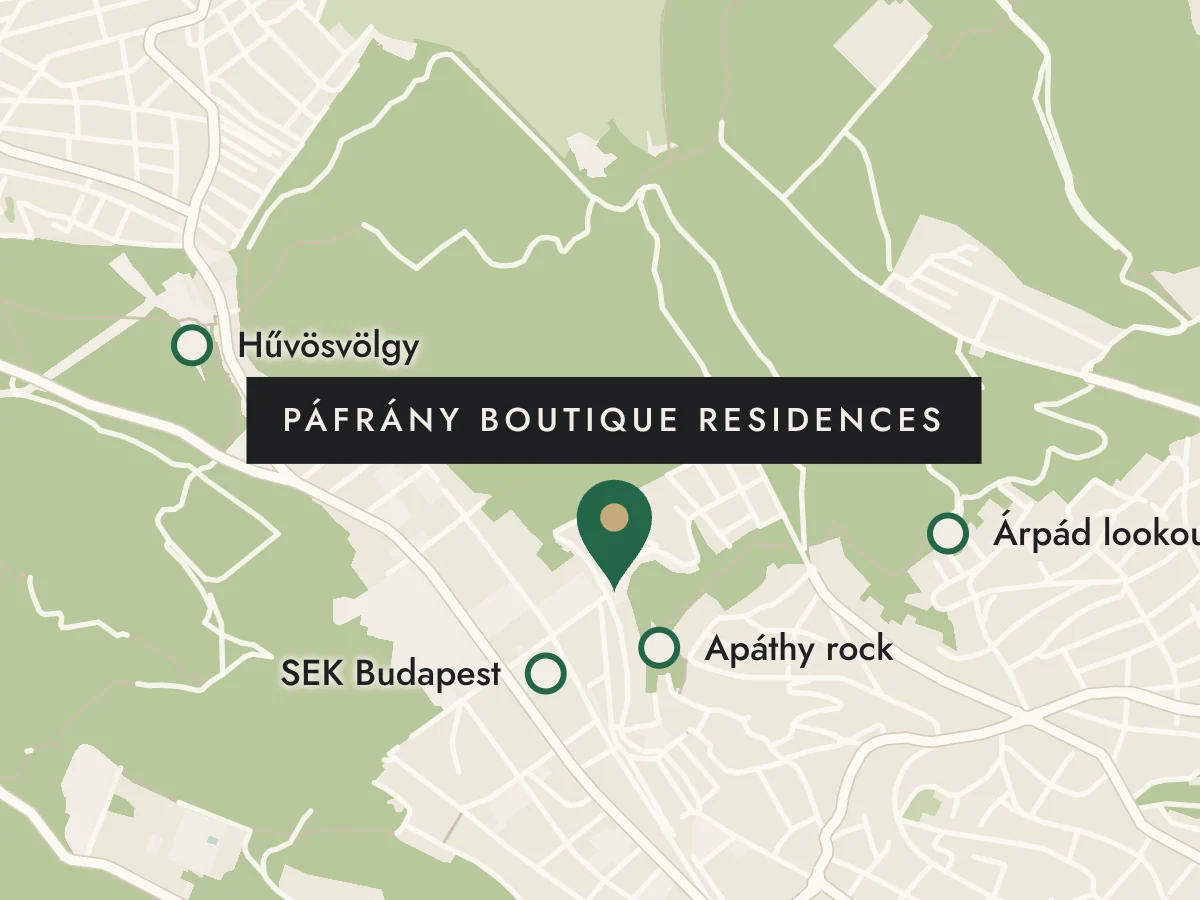 Hűvösvölgy
PÁFRÁNY BOUTIQUE RESIDENCES
Árpád lookou
Apáthy rock
SEK Budapest